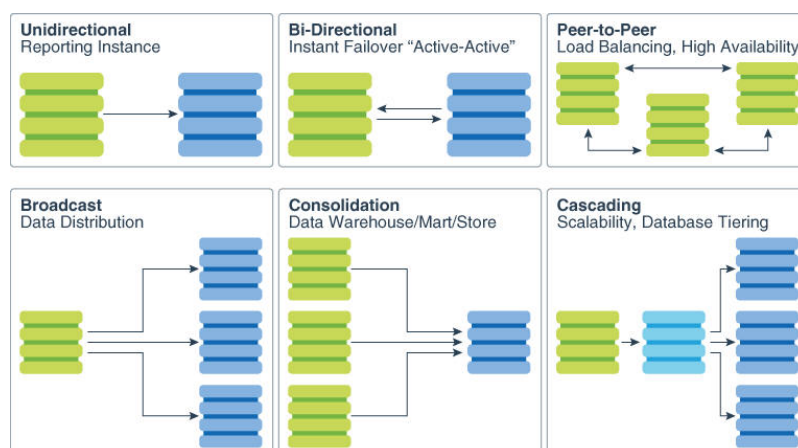 Unidirectional
Reporting Instance
Bi-Directional
Instant Failover “Active-Active”
Peer-to-Peer
Load Balancing, High Availability
Broadcast
Data Distribution
Consolidation
Data Warehouse/Mart/Store
Cascading
Scalability, Database Tiering